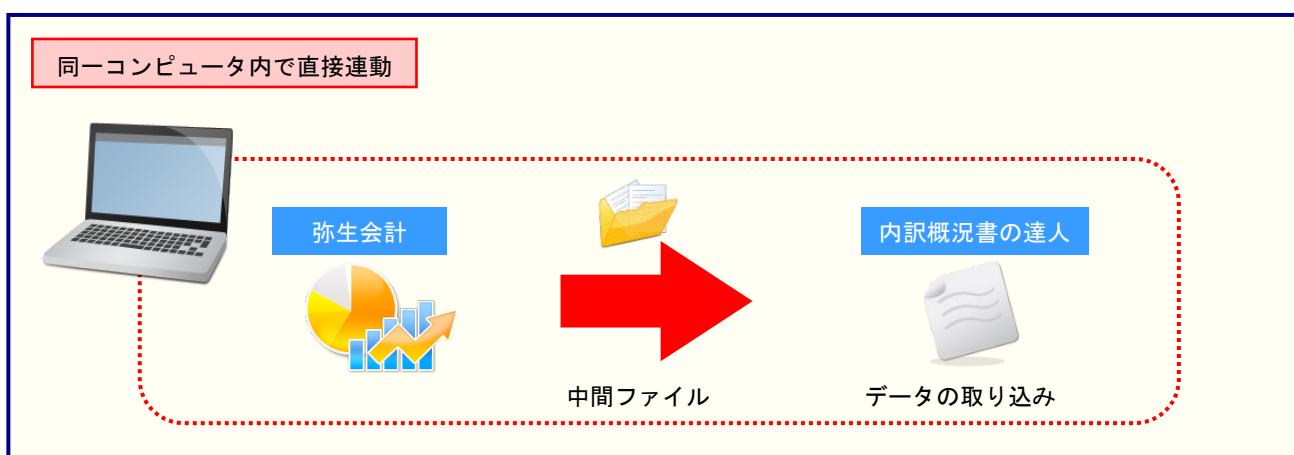 同一コンピュータ内で直接連動
弥生会計
内訳概況書の達人
中間ファイル
データの取り込み